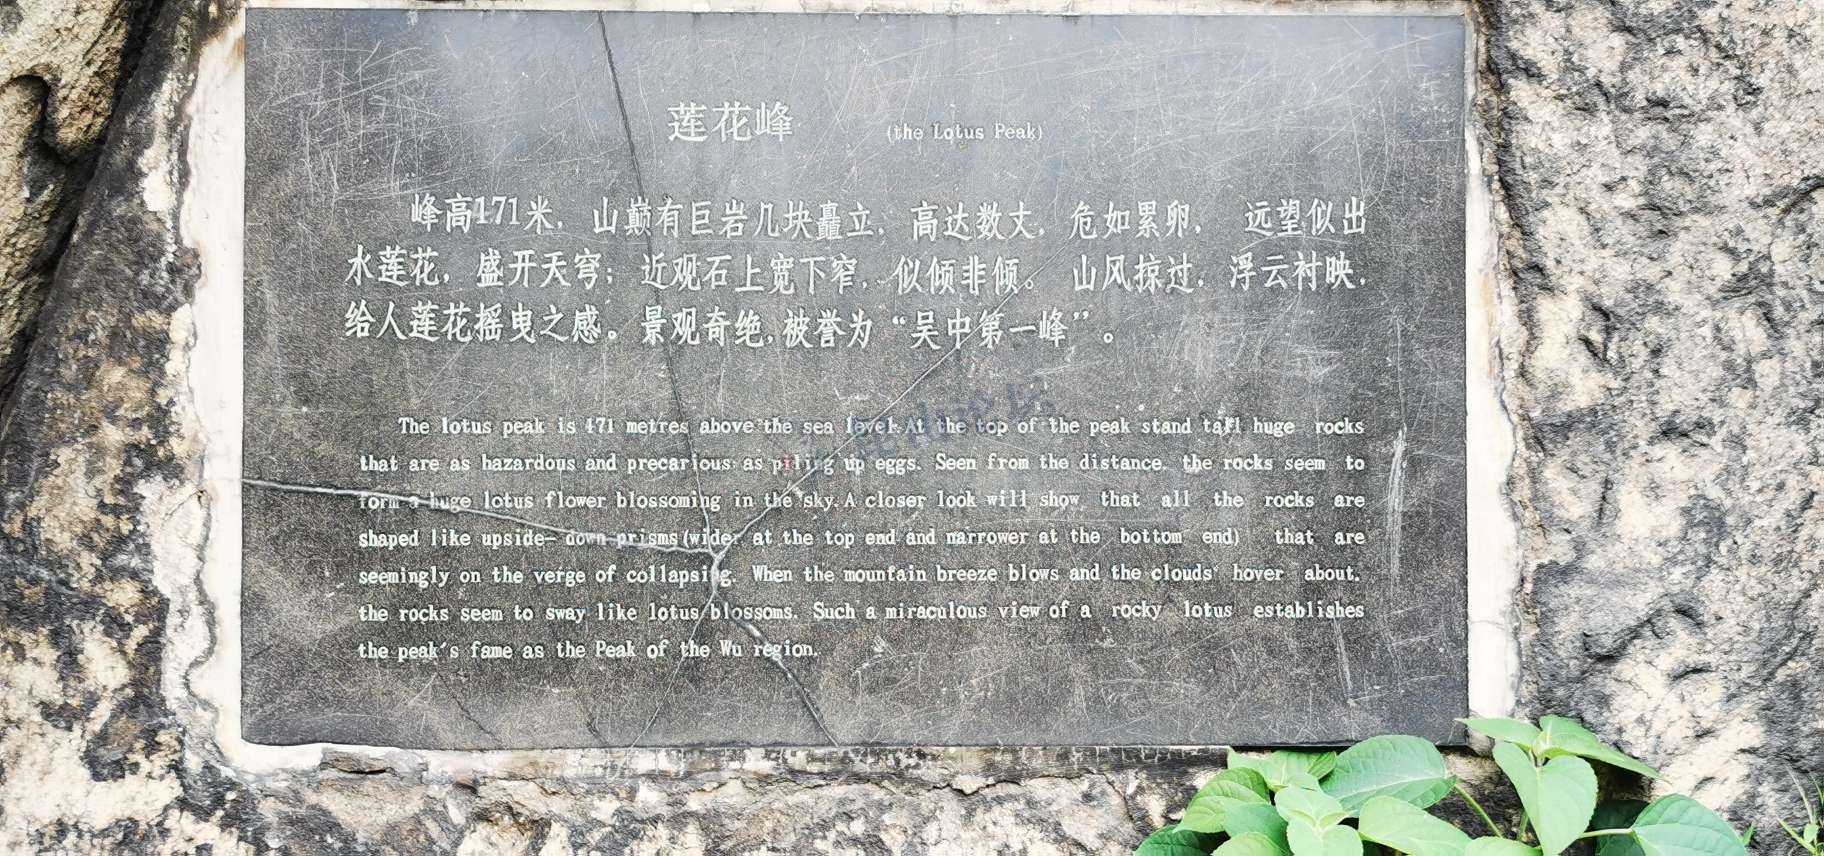 莲花峰 (the Lotus Peak)
峰高171米，山巅有巨岩几块矗立，高达数丈，危如累卵， 远望似出
水莲花，盛开天穹；近观石上宽下窄，似倾非倾。山风掠过，浮云衬映，
给人莲花摇曳之感。景观奇绝，被誉为“吴中第一峰”。
The lotus peak is 171 metres above the sea level.At the top of the peak stand tall huge rocks
that are as hazardous and precarious as piling up eggs. Seen from the distance, the rocks seem to
form a huge lotus flower blossoming in the sky.A closer look will show that all the rocks are
shaped like upside- down prisms(wider at the top end and narrower at the bottom end) that are
seemingly on the verge of collapsing. When the mountain breeze blows and the clouds hover about,
the rocks seem to sway like lotus blossoms. Such a miraculous view of a rocky lotus establishes
the peak's fame as the Peak of the Wu region.
昆山论坛